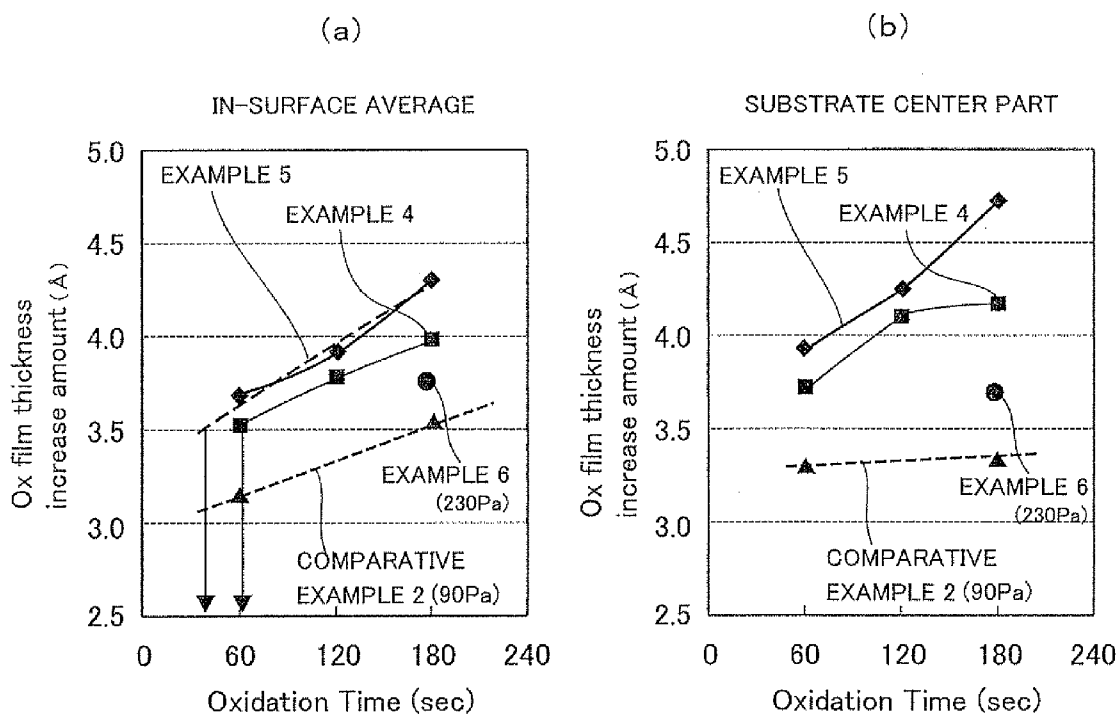 (a)
IN-SURFACE AVERAGE
Ox film thickness
increase amount (Å)
5.0
4.5
4.0
3.5
3.0
2.5
EXAMPLE 5
EXAMPLE 4
EXAMPLE 6
(230Pa)
COMPARATIVE
EXAMPLE 2 (90Pa)
0 60 120 180 240
Oxidation Time (sec)
(b)
SUBSTRATE CENTER PART
Ox film thickness
increase amount (Å)
5.0
4.5
4.0
3.5
3.0
2.5
EXAMPLE 5
EXAMPLE 4
EXAMPLE 6
(230Pa)
COMPARATIVE
EXAMPLE 2 (90Pa)
0 60 120 180 240
Oxidation Time (sec)